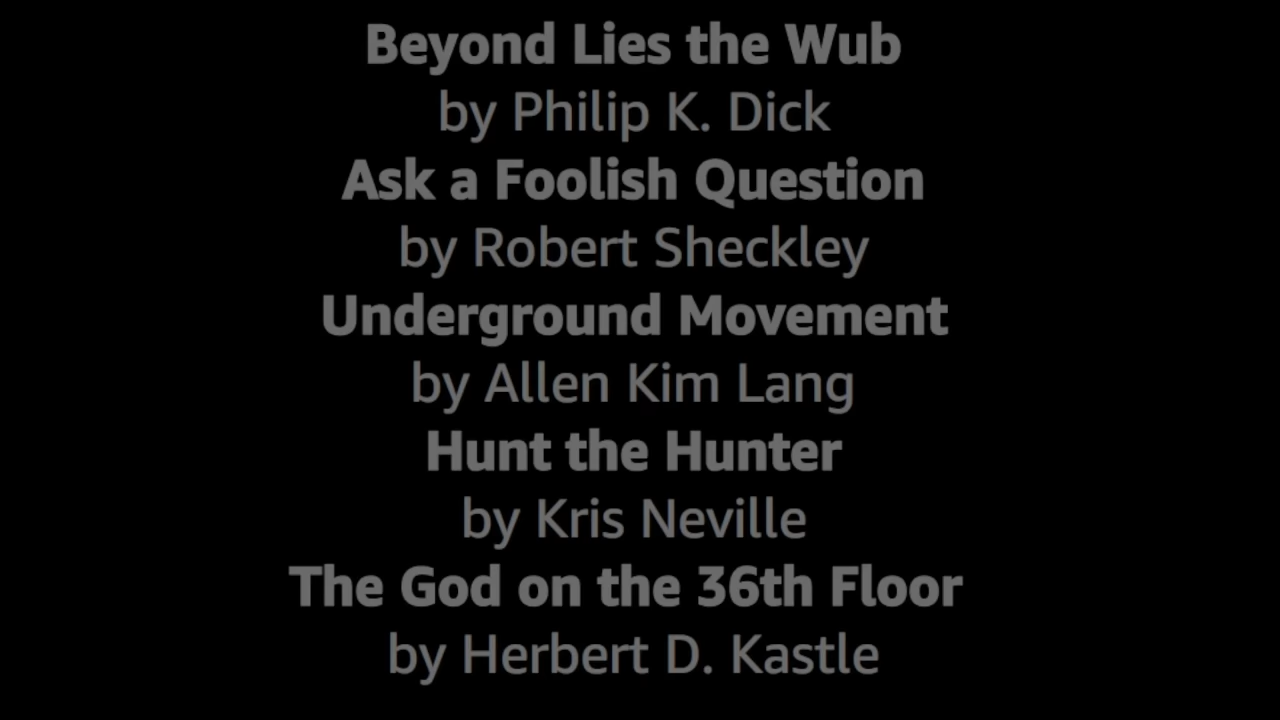 Beyond Lies the Wub
by Philip K. Dick
Ask a Foolish Question
by Robert Sheckley
Underground Movement
by Allen Kim Lang
Hunt the Hunter
by Kris Neville
The God on the 36th Floor
by Herbert D. Kastle